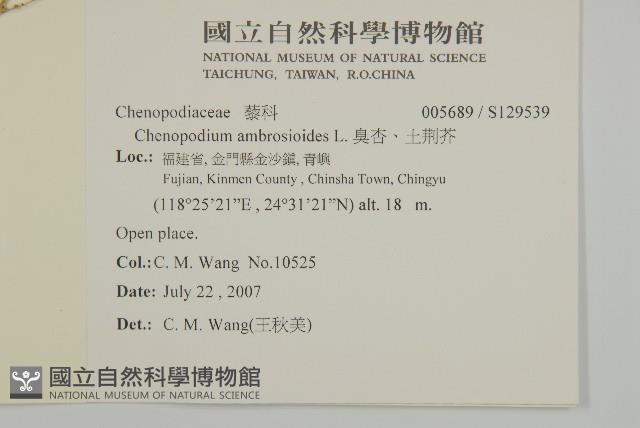 國立自然科學博物館
NATIONAL MUSEUM OF NATURAL SCIENCE
TAICHUNG, TAIWAN, R.O.CHINA
Chenopodiaceae 藜科 005689 / S129539
Chenopodium ambrosioides L. 臭杏、土荊芥
Loc.: 福建省, 金門縣金沙鎮, 青嶼
Fujian, Kinmen County , Chinsha Town, Chingyu
(118°25'21”E , 24°31'21”N) alt. 18 m.
Open place.
Col.: C. M. Wang No.10525
Date: July 22 , 2007
Det.: C. M. Wang(王秋美)
國立自然科學博物館
NATIONAL MUSEUM OF NATURAL SCIENCE